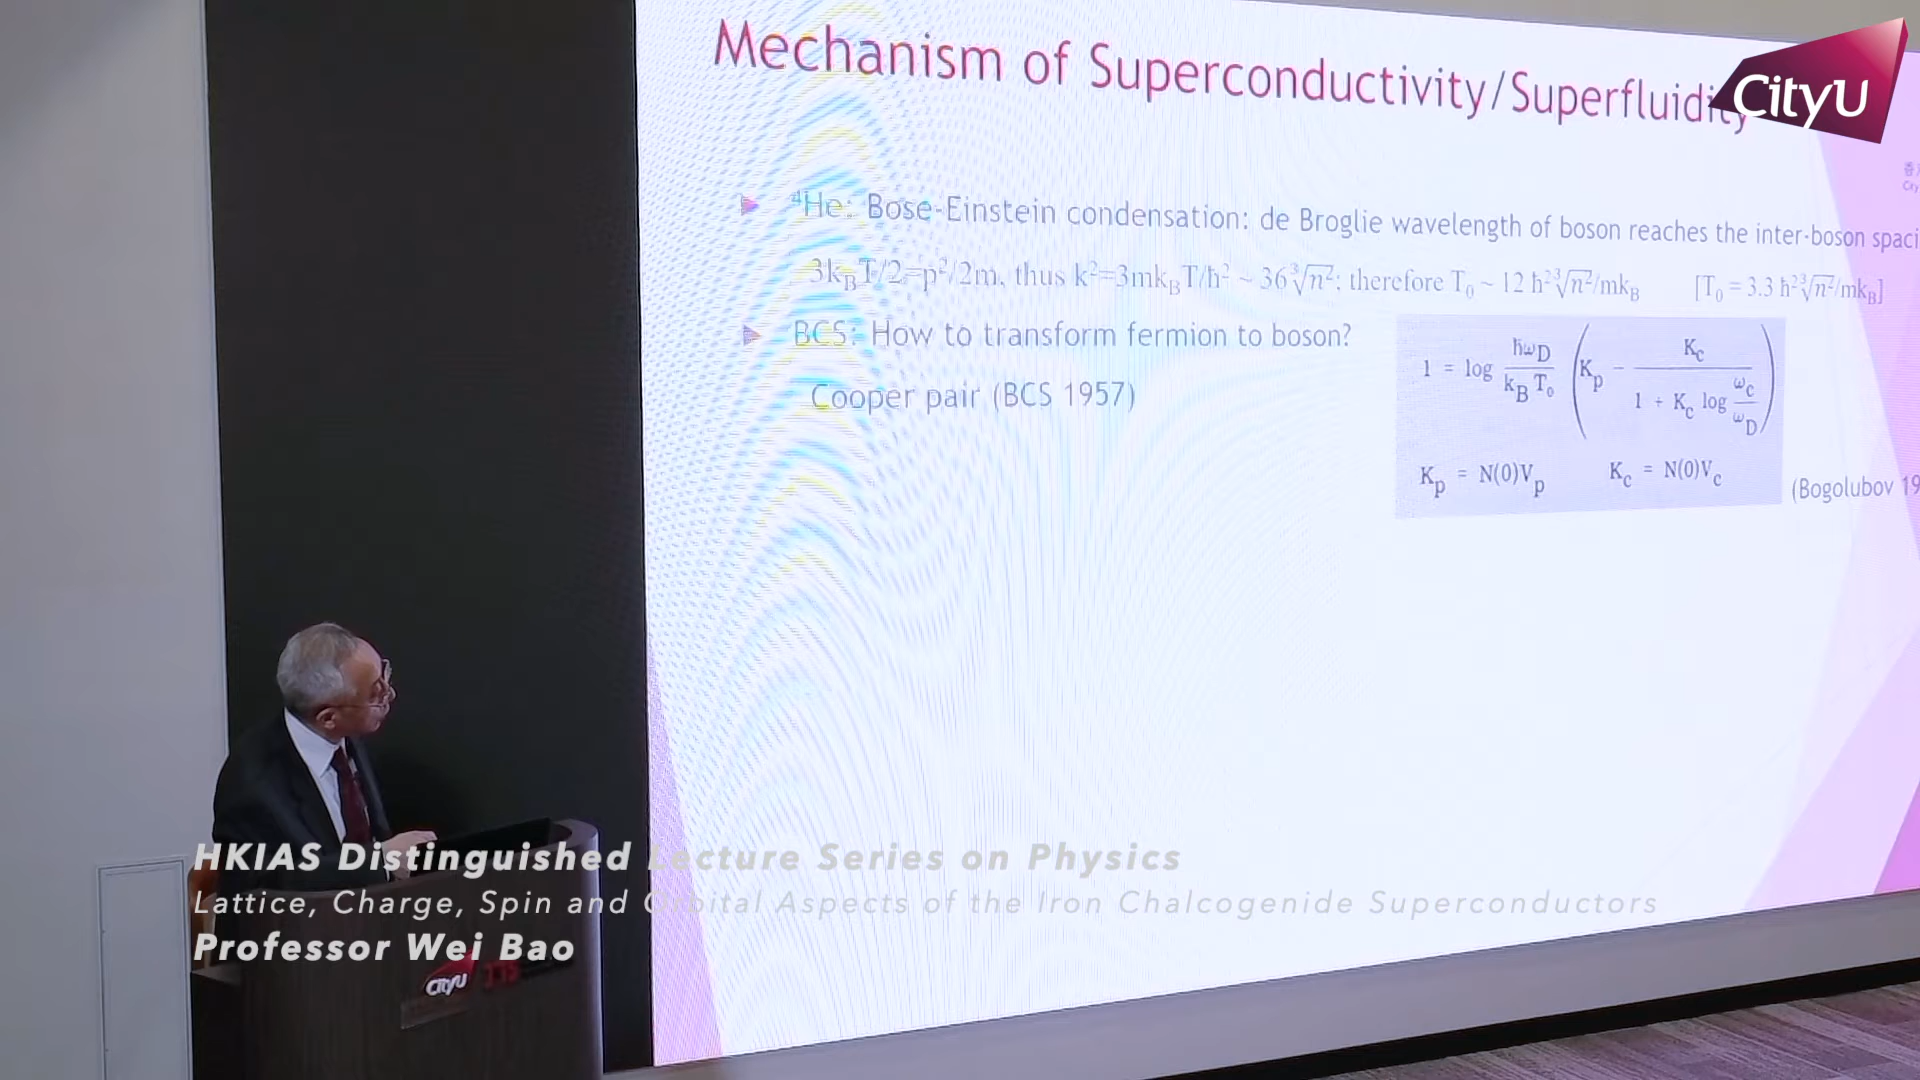 Mechanism of Superconductivity/Superfluidity
CityU
⁴He: Bose-Einstein condensation: de Broglie wavelength of boson reaches the inter-boson spaci
3k_BT/2=p²/2m, thus k²=3mk_BT/ħ² ~ 36∛n²; therefore T₀ ~ 12 ħ²∛n²/mk_B [T₀ = 3.3 ħ²∛n²/mk_B]
BCS: How to transform fermion to boson?
Cooper pair (BCS 1957)
1 = log ħω_D / k_B T₀ (K_p − K_c / 1 + K_c log ω_c / ω_D)
K_p = N(0)V_p K_c = N(0)V_c
(Bogolubov 19
HKIAS Distinguished Lecture Series on Physics
Lattice, Charge, Spin and Orbital Aspects of the Iron Chalcogenide Superconductors
Professor Wei Bao
CityU